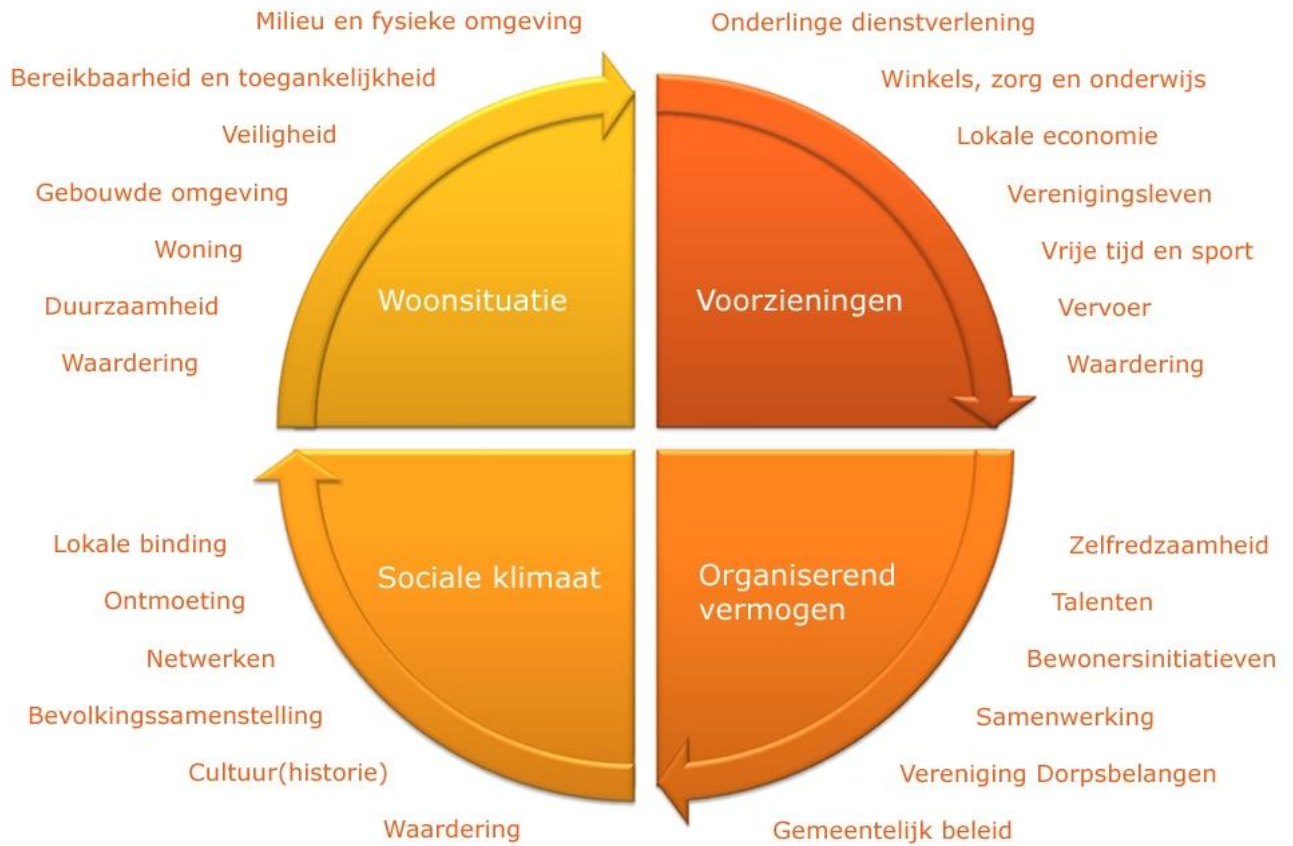 Milieu en fysieke omgeving
Bereikbaarheid en toegankelijkheid
Veiligheid
Gebouwde omgeving
Woning
Duurzaamheid
Waardering
Woonsituatie
Onderlinge dienstverlening
Winkels, zorg en onderwijs
Lokale economie
Verenigingsleven
Vrije tijd en sport
Vervoer
Waardering
Voorzieningen
Lokale binding
Ontmoeting
Netwerken
Bevolkingssamenstelling
Cultuur(historie)
Waardering
Sociale klimaat
Organiserend
vermogen
Zelfredzaamheid
Talenten
Bewonersinitiatieven
Samenwerking
Vereniging Dorpsbelangen
Gemeentelijk beleid